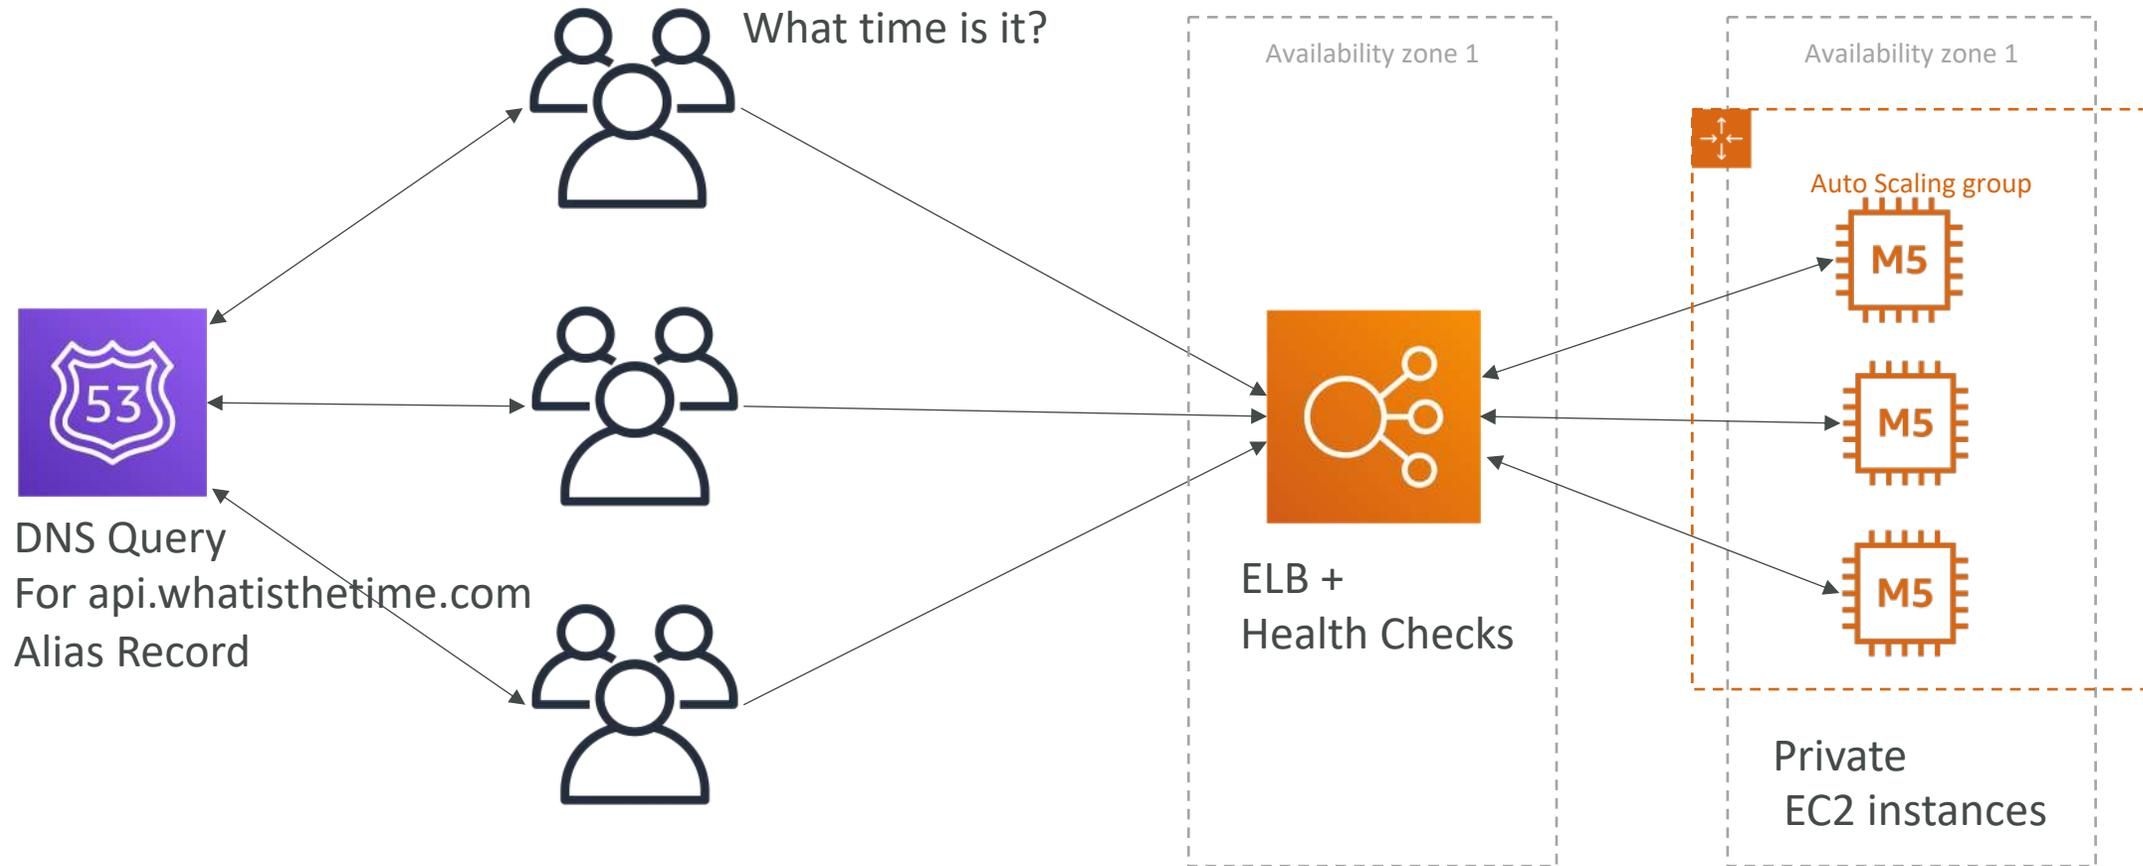 What time is it?
Availability zone 1
Availability zone 1
Auto Scaling group
M5
M5
M5
53
DNS Query
For api.whatisthetime.com
Alias Record
ELB +
Health Checks
Private
EC2 instances